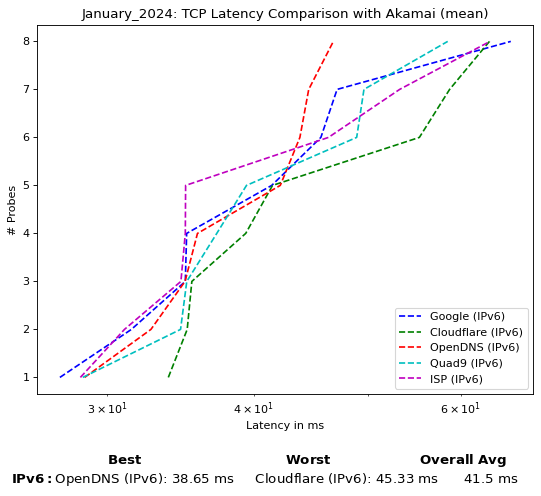 January_2024: TCP Latency Comparison with Akamai (mean)
8
7
6
5
4
3
2
1
# Probes
3 × 10¹
4 × 10¹
6 × 10¹
Latency in ms
Google (IPv6)
Cloudflare (IPv6)
OpenDNS (IPv6)
Quad9 (IPv6)
ISP (IPv6)
Best Worst Overall Avg
IPv6: OpenDNS (IPv6): 38.65 ms Cloudflare (IPv6): 45.33 ms 41.5 ms